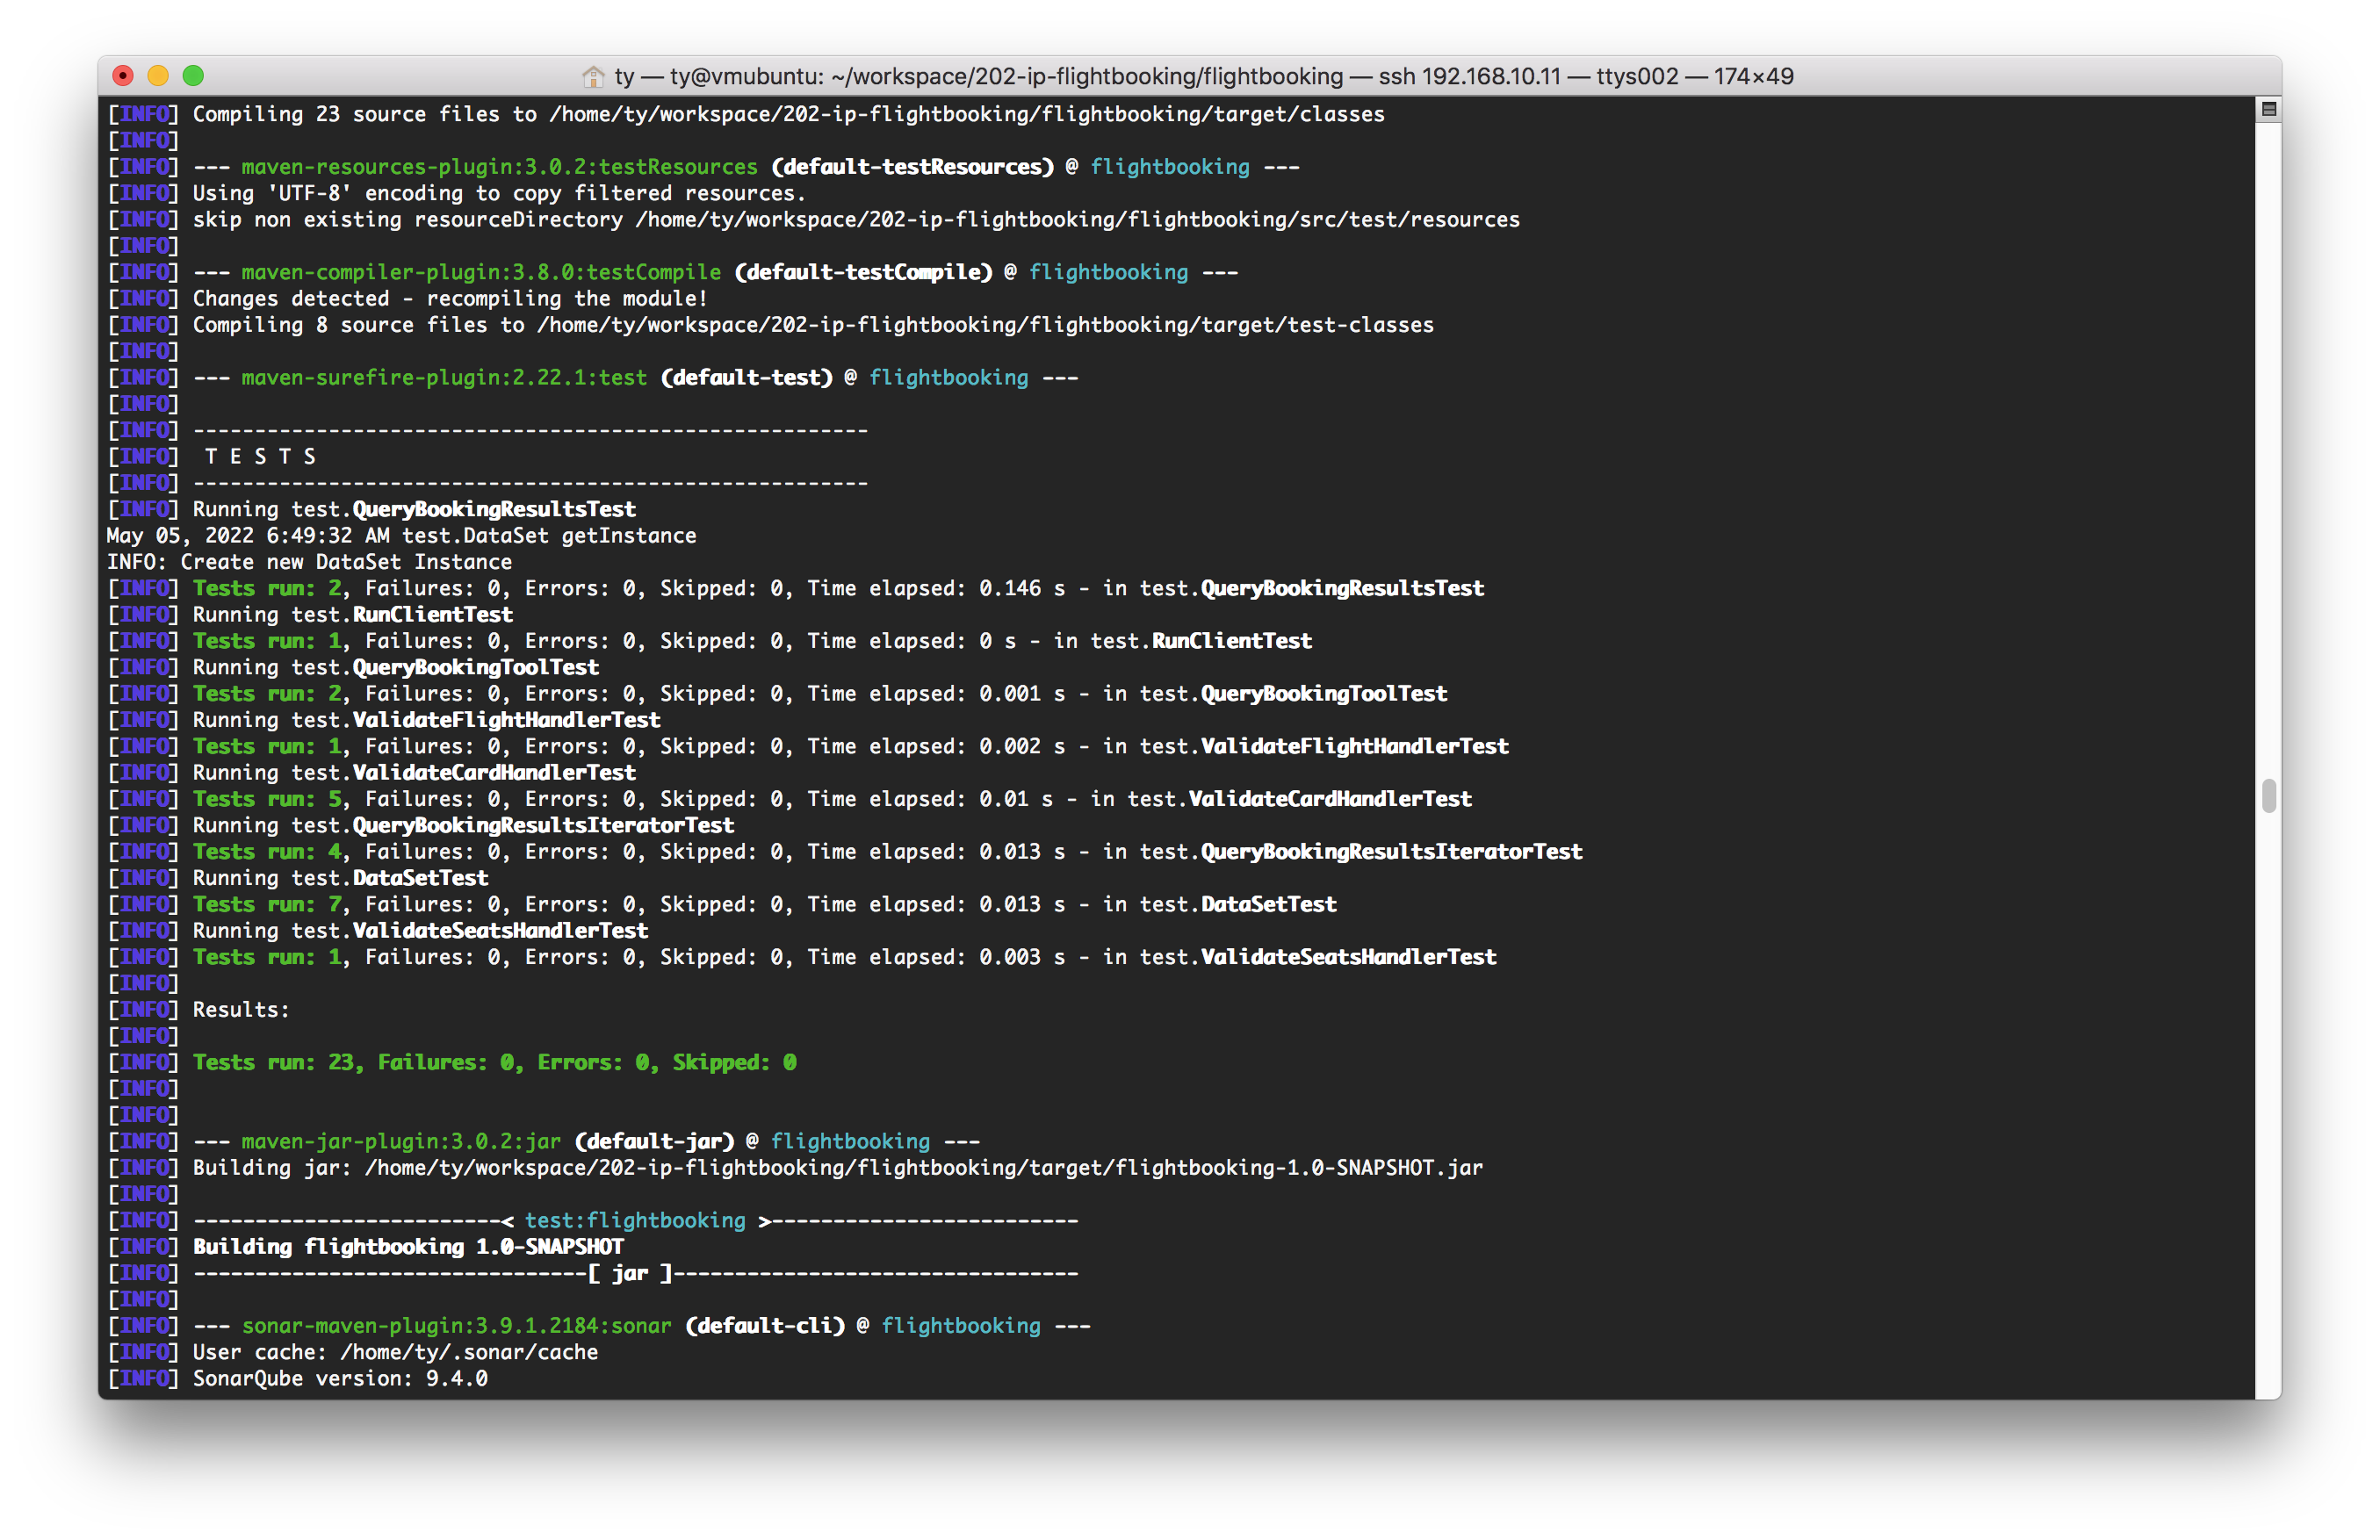 ty — ty@vmubuntu: ~/workspace/202-ip-flightbooking/flightbooking — ssh 192.168.10.11 — ttys002 — 174×49
[INFO] Compiling 23 source files to /home/ty/workspace/202-ip-flightbooking/flightbooking/target/classes
[INFO]
[INFO] --- maven-resources-plugin:3.0.2:testResources (default-testResources) @ flightbooking ---
[INFO] Using 'UTF-8' encoding to copy filtered resources.
[INFO] skip non existing resourceDirectory /home/ty/workspace/202-ip-flightbooking/flightbooking/src/test/resources
[INFO]
[INFO] --- maven-compiler-plugin:3.8.0:testCompile (default-testCompile) @ flightbooking ---
[INFO] Changes detected - recompiling the module!
[INFO] Compiling 8 source files to /home/ty/workspace/202-ip-flightbooking/flightbooking/target/test-classes
[INFO]
[INFO] --- maven-surefire-plugin:2.22.1:test (default-test) @ flightbooking ---
[INFO]
[INFO] -------------------------------------------------------
[INFO]  T E S T S
[INFO] -------------------------------------------------------
[INFO] Running test.QueryBookingResultsTest
May 05, 2022 6:49:32 AM test.DataSet getInstance
INFO: Create new DataSet Instance
[INFO] Tests run: 2, Failures: 0, Errors: 0, Skipped: 0, Time elapsed: 0.146 s - in test.QueryBookingResultsTest
[INFO] Running test.RunClientTest
[INFO] Tests run: 1, Failures: 0, Errors: 0, Skipped: 0, Time elapsed: 0 s - in test.RunClientTest
[INFO] Running test.QueryBookingToolTest
[INFO] Tests run: 2, Failures: 0, Errors: 0, Skipped: 0, Time elapsed: 0.001 s - in test.QueryBookingToolTest
[INFO] Running test.ValidateFlightHandlerTest
[INFO] Tests run: 1, Failures: 0, Errors: 0, Skipped: 0, Time elapsed: 0.002 s - in test.ValidateFlightHandlerTest
[INFO] Running test.ValidateCardHandlerTest
[INFO] Tests run: 5, Failures: 0, Errors: 0, Skipped: 0, Time elapsed: 0.01 s - in test.ValidateCardHandlerTest
[INFO] Running test.QueryBookingResultsIteratorTest
[INFO] Tests run: 4, Failures: 0, Errors: 0, Skipped: 0, Time elapsed: 0.013 s - in test.QueryBookingResultsIteratorTest
[INFO] Running test.DataSetTest
[INFO] Tests run: 7, Failures: 0, Errors: 0, Skipped: 0, Time elapsed: 0.013 s - in test.DataSetTest
[INFO] Running test.ValidateSeatsHandlerTest
[INFO] Tests run: 1, Failures: 0, Errors: 0, Skipped: 0, Time elapsed: 0.003 s - in test.ValidateSeatsHandlerTest
[INFO]
[INFO] Results:
[INFO]
[INFO] Tests run: 23, Failures: 0, Errors: 0, Skipped: 0
[INFO]
[INFO]
[INFO] --- maven-jar-plugin:3.0.2:jar (default-jar) @ flightbooking ---
[INFO] Building jar: /home/ty/workspace/202-ip-flightbooking/flightbooking/target/flightbooking-1.0-SNAPSHOT.jar
[INFO]
[INFO] -------------------------< test:flightbooking >-------------------------
[INFO] Building flightbooking 1.0-SNAPSHOT
[INFO] --------------------------------[ jar ]---------------------------------
[INFO]
[INFO] --- sonar-maven-plugin:3.9.1.2184:sonar (default-cli) @ flightbooking ---
[INFO] User cache: /home/ty/.sonar/cache
[INFO] SonarQube version: 9.4.0